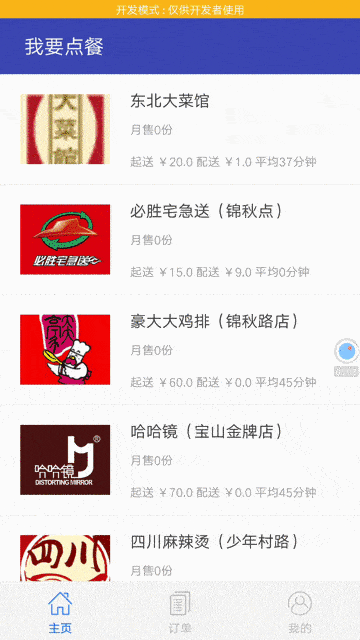 开发模式 : 仅供开发者使用
我要点餐
大
菜
馆
东北大菜馆
月售0份
起送 ￥20.0 配送 ￥1.0 平均37分钟
必胜宅急送
必胜宅急送（锦秋点）
月售0份
起送 ￥15.0 配送 ￥9.0 平均0分钟
豪大大鸡排（锦秋路店）
月售0份
起送 ￥60.0 配送 ￥0.0 平均45分钟
哈哈镜
DISTORTING MIRROR
哈哈镜（宝山金牌店）
月售0份
起送 ￥70.0 配送 ￥0.0 平均45分钟
四川
四川麻辣烫（少年村路）
月售0份
主页
订单
我的